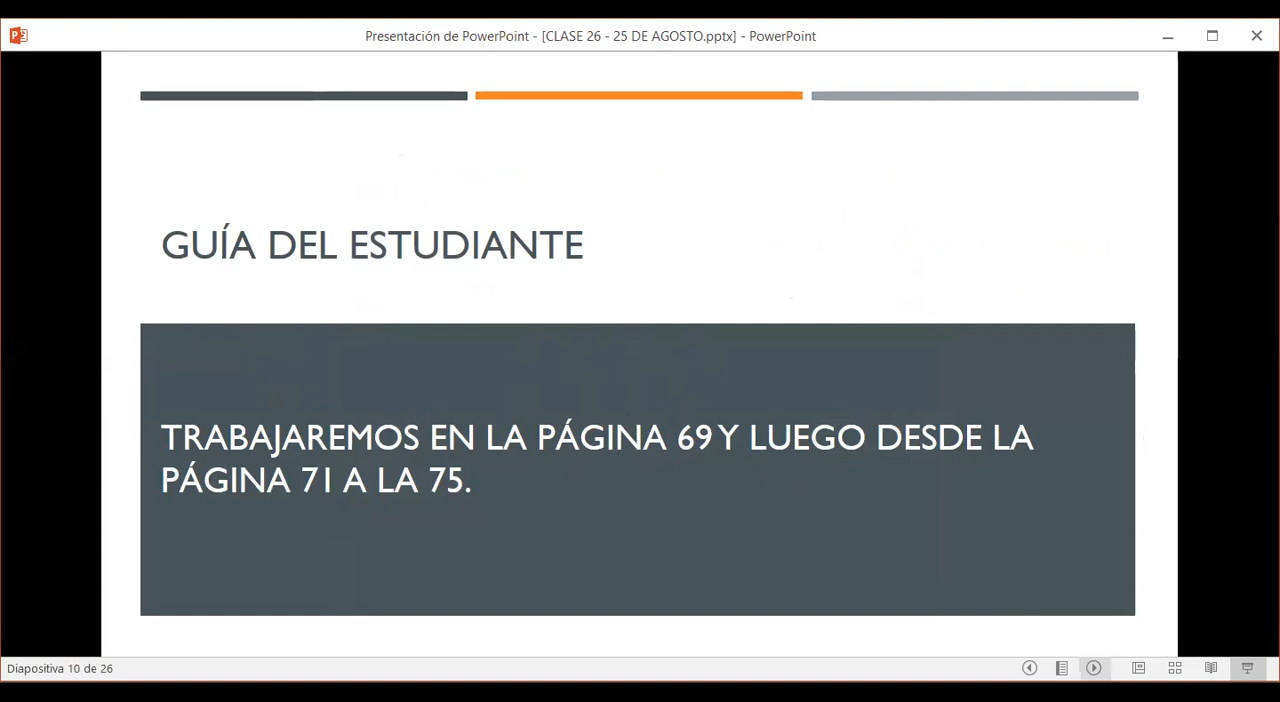 Presentación de PowerPoint - [CLASE 26 - 25 DE AGOSTO.pptx] - PowerPoint
GUÍA DEL ESTUDIANTE
TRABAJAREMOS EN LA PÁGINA 69 Y LUEGO DESDE LA
PÁGINA 71 A LA 75.
Diapositiva 10 de 26